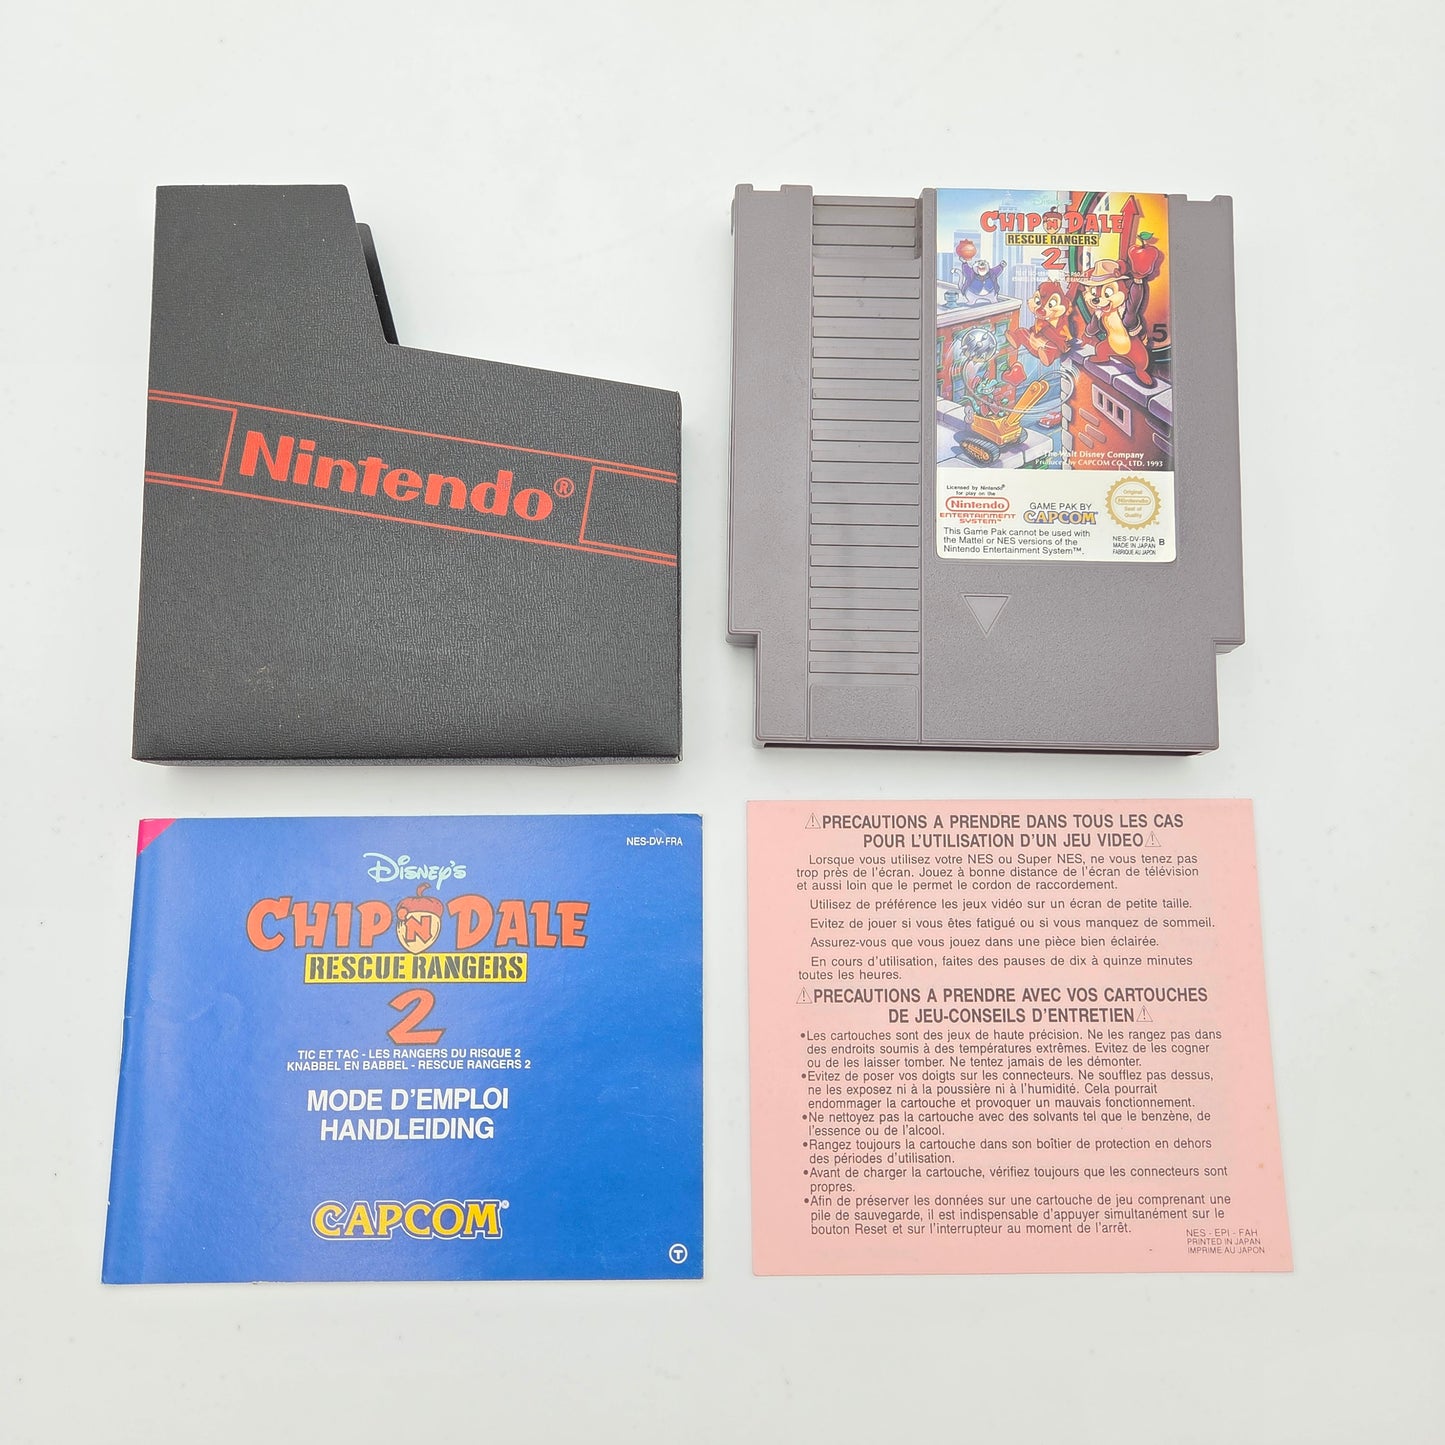 Nintendo®
Disney's
CHIP 'N DALE
RESCUE RANGERS
2
5
The Walt Disney Company
Produced by CAPCOM CO., LTD. 1993
Licensed by Nintendo®
for play on the
Nintendo
ENTERTAINMENT
SYSTEM™
GAME PAK BY
CAPCOM
Original
Nintendo
Seal of
Quality
This Game Pak cannot be used with
the Mattel or NES versions of the
Nintendo Entertainment System™.
NES-DV-FRA
MADE IN JAPAN B
FABRIQUE AU JAPON
NES-DV-FRA
Disney's
CHIP 'N DALE
RESCUE RANGERS
2
TIC ET TAC - LES RANGERS DU RISQUE 2
KNABBEL EN BABBEL - RESCUE RANGERS 2
MODE D'EMPLOI
HANDLEIDING
CAPCOM®
T
⚠PRECAUTIONS A PRENDRE DANS TOUS LES CAS
POUR L'UTILISATION D'UN JEU VIDEO⚠
Lorsque vous utilisez votre NES ou Super NES, ne vous tenez pas
trop près de l'écran. Jouez à bonne distance de l'écran de télévision
et aussi loin que le permet le cordon de raccordement.
Utilisez de préférence les jeux vidéo sur un écran de petite taille.
Evitez de jouer si vous êtes fatigué ou si vous manquez de sommeil.
Assurez-vous que vous jouez dans une pièce bien éclairée.
En cours d'utilisation, faites des pauses de dix à quinze minutes
toutes les heures.
⚠PRECAUTIONS A PRENDRE AVEC VOS CARTOUCHES
DE JEU-CONSEILS D'ENTRETIEN⚠
•Les cartouches sont des jeux de haute précision. Ne les rangez pas dans
des endroits soumis à des températures extrêmes. Evitez de les cogner
ou de les laisser tomber. Ne tentez jamais de les démonter.
•Evitez de poser vos doigts sur les connecteurs. Ne soufflez pas dessus,
ne les exposez ni à la poussière ni à l'humidité. Cela pourrait
endommager la cartouche et provoquer un mauvais fonctionnement.
•Ne nettoyez pas la cartouche avec des solvants tel que le benzène, de
l'essence ou de l'alcool.
•Rangez toujours la cartouche dans son boîtier de protection en dehors
des périodes d'utilisation.
•Avant de charger la cartouche, vérifiez toujours que les connecteurs sont
propres.
•Afin de préserver les données sur une cartouche de jeu comprenant une
pile de sauvegarde, il est indispensable d'appuyer simultanément sur le
bouton Reset et sur l'interrupteur au moment de l'arrêt.
NES - EPI - FAH
PRINTED IN JAPAN
IMPRIME AU JAPON